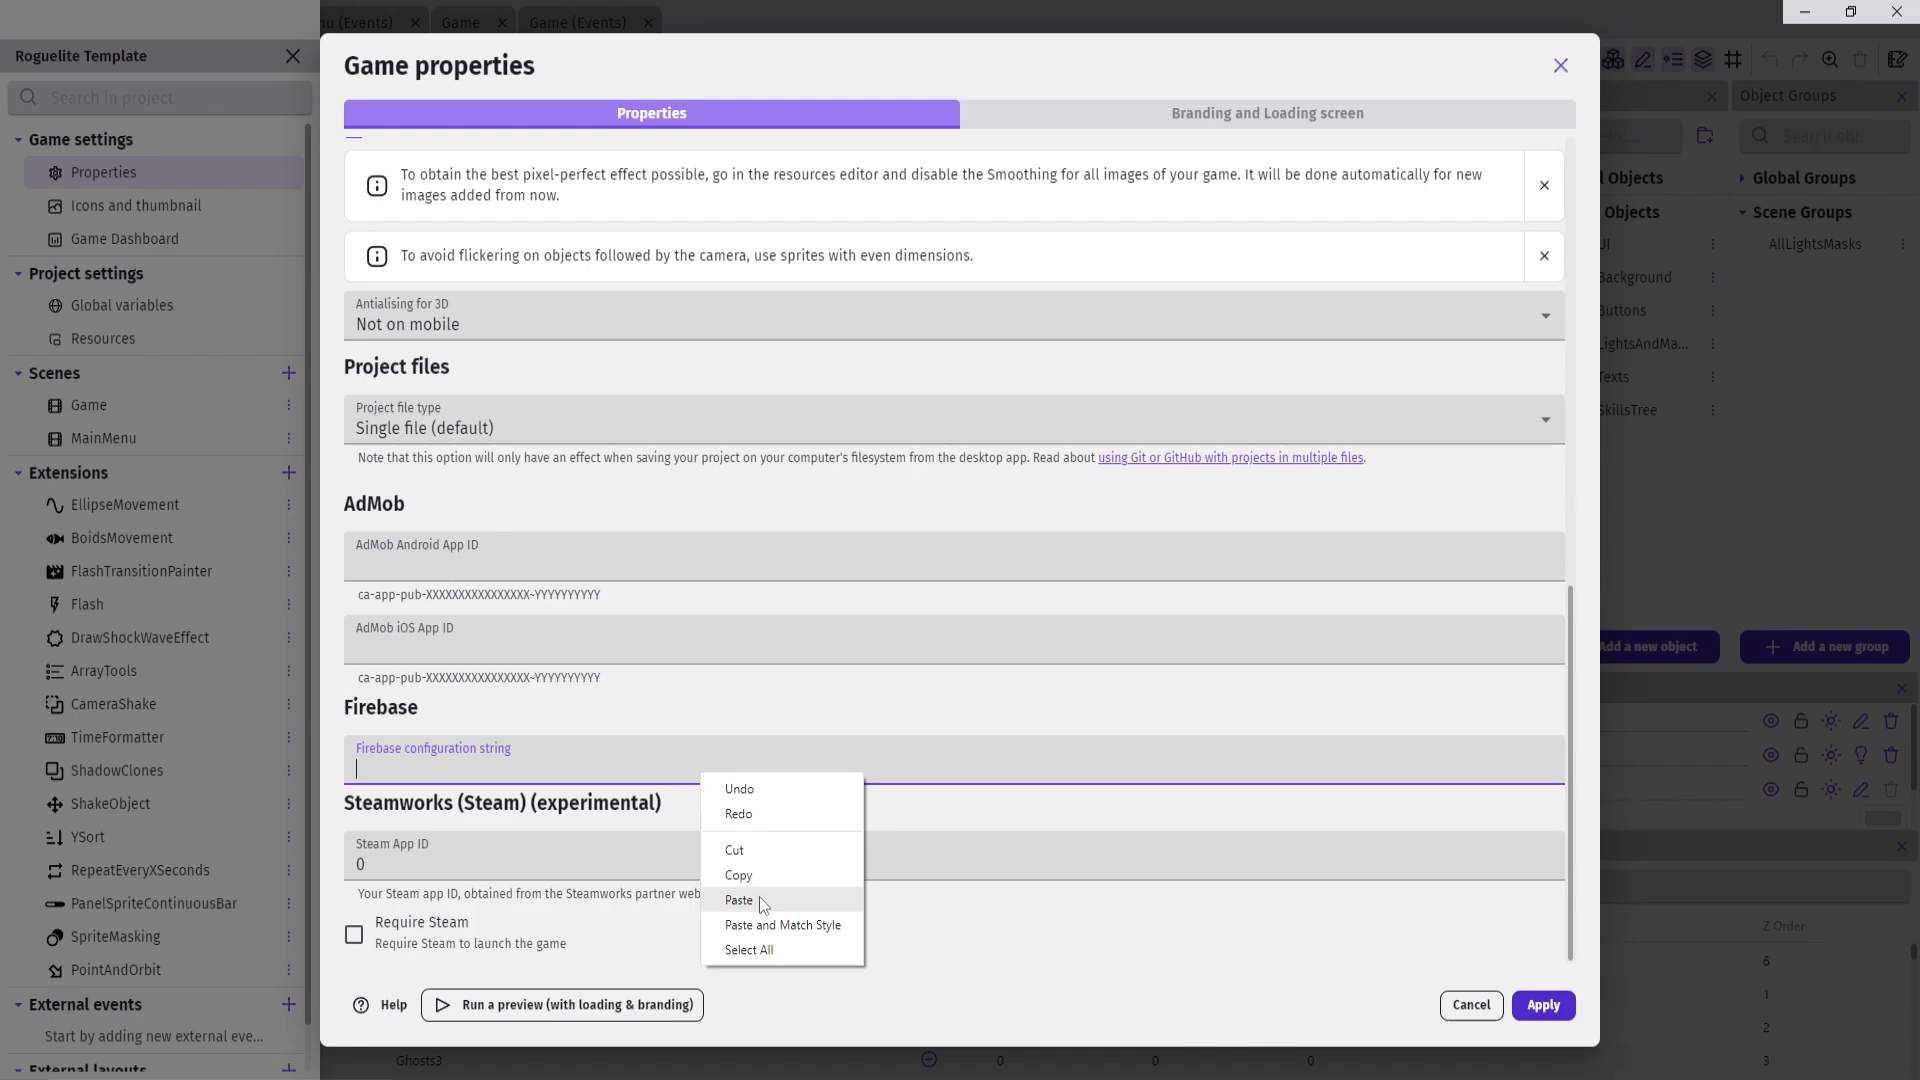 nu (Events)
Game
Game (Events)
Roguelite Template
Search in project
Game settings
Properties
Icons and thumbnail
Game Dashboard
Project settings
Global variables
Resources
Scenes
Game
MainMenu
Extensions
EllipseMovement
BoidsMovement
FlashTransitionPainter
Flash
DrawShockWaveEffect
ArrayTools
CameraShake
TimeFormatter
ShadowClones
ShakeObject
YSort
RepeatEveryXSeconds
PanelSpriteContinuousBar
SpriteMasking
PointAndOrbit
External events
Start by adding new external eve...
External layouts
Game properties
Properties
Branding and Loading screen
To obtain the best pixel-perfect effect possible, go in the resources editor and disable the Smoothing for all images of your game. It will be done automatically for new
images added from now.
To avoid flickering on objects followed by the camera, use sprites with even dimensions.
Antialising for 3D
Not on mobile
Project files
Project file type
Single file (default)
Note that this option will only have an effect when saving your project on your computer's filesystem from the desktop app. Read about using Git or GitHub with projects in multiple files.
AdMob
AdMob Android App ID
ca-app-pub-XXXXXXXXXXXXXXXX~YYYYYYYYYY
AdMob iOS App ID
ca-app-pub-XXXXXXXXXXXXXXXX~YYYYYYYYYY
Firebase
Firebase configuration string
Steamworks (Steam) (experimental)
Steam App ID
0
Your Steam app ID, obtained from the Steamworks partner web
Require Steam
Require Steam to launch the game
Undo
Redo
Cut
Copy
Paste
Paste and Match Style
Select All
Help
Run a preview (with loading & branding)
Cancel
Apply
Ghosts3
0
0
0
3
Object Groups
Search obj...
l Objects
Objects
UI
Background
Buttons
LightsAndMa...
Texts
SkillsTree
Global Groups
Scene Groups
AllLightsMasks
Add a new object
Add a new group
Z Order
6
1
2